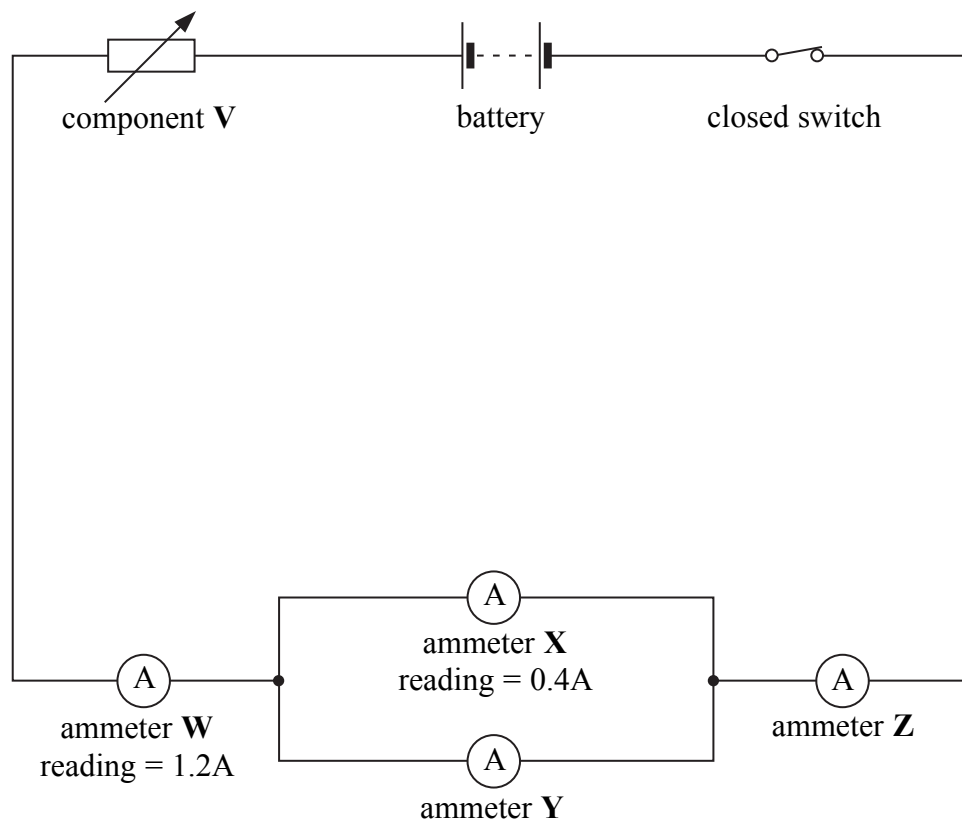 component V
battery
closed switch
A
ammeter X
reading = 0.4A
A
ammeter W
reading = 1.2A
A
ammeter Z
A
ammeter Y